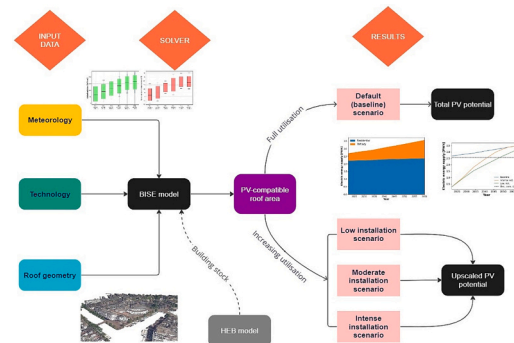 INPUT
DATA
SOLVER
RESULTS
Meteorology
Technology
Roof geometry
BISE model
PV-compatible
roof area
HEB model
Building stock
Full utilisation
Increasing utilisation
Default
(baseline)
scenario
Total PV potential
Year
Year
Low installation
scenario
Moderate
installation
scenario
Intense
installation
scenario
Upscaled PV
potential